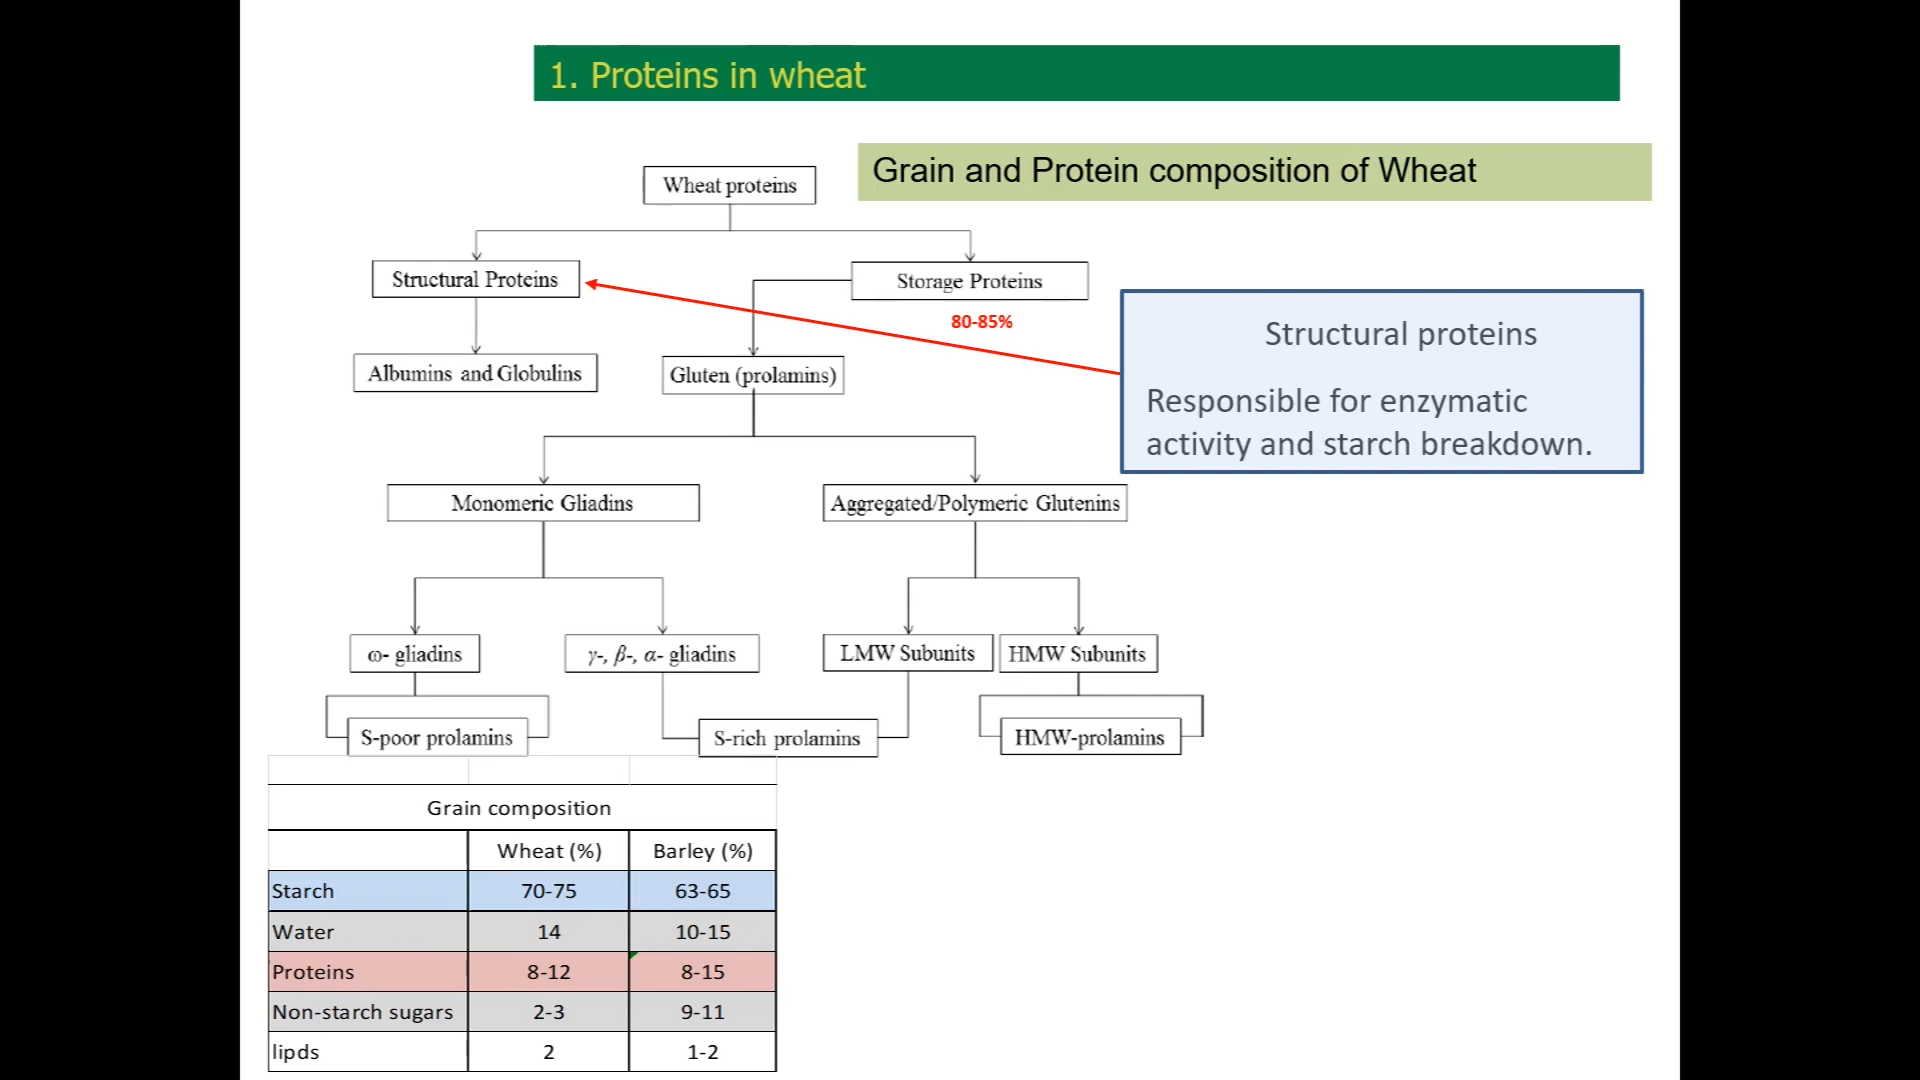 1. Proteins in wheat
Grain and Protein composition of Wheat
Wheat proteins
Structural Proteins
Storage Proteins
80-85%
Structural proteins
Responsible for enzymatic
activity and starch breakdown.
Albumins and Globulins
Gluten (prolamins)
Monomeric Gliadins
Aggregated/Polymeric Glutenins
ω- gliadins
γ-, β-, α- gliadins
LMW Subunits
HMW Subunits
S-poor prolamins
S-rich prolamins
HMW-prolamins
Grain composition
Wheat (%) Barley (%)
Starch 70-75 63-65
Water 14 10-15
Proteins 8-12 8-15
Non-starch sugars 2-3 9-11
lipds 2 1-2